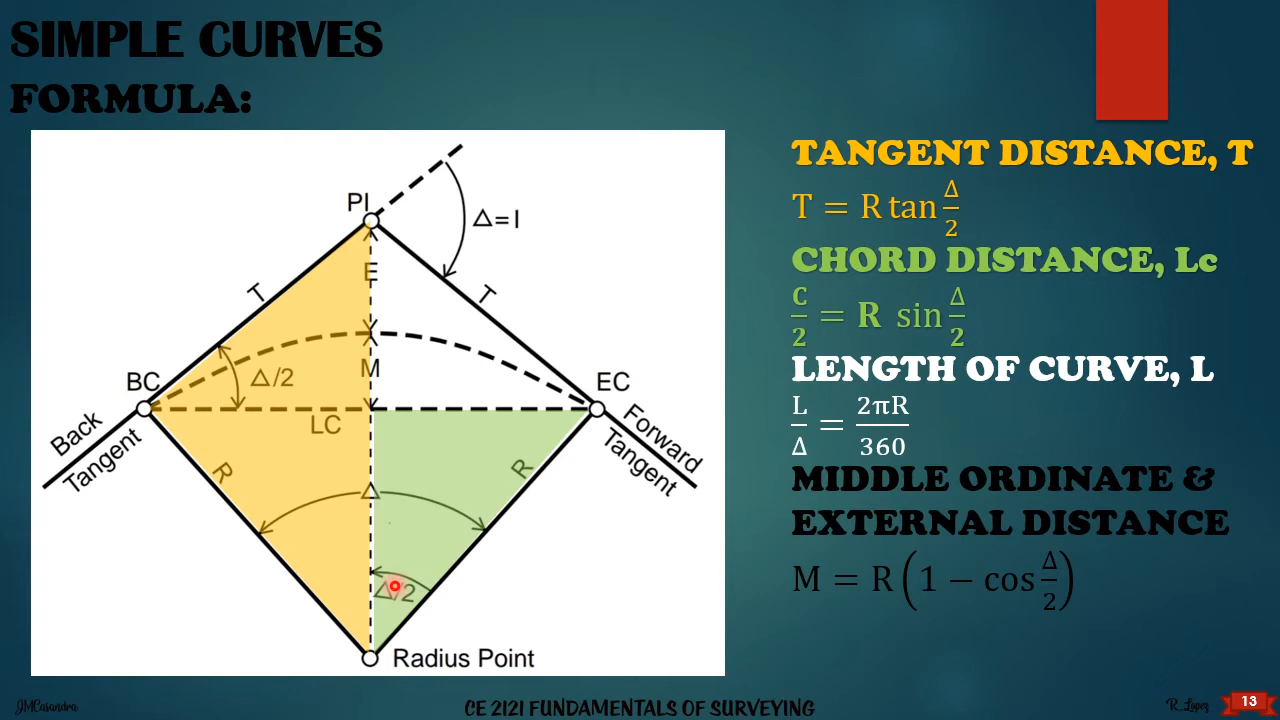 SIMPLE CURVES
FORMULA:
PI
Δ=I
E
T
T
BC
Δ/2
M
EC
LC
Back
Tangent
Forward
Tangent
R
R
Δ
Δ/2
Radius Point
TANGENT DISTANCE, T
T = R tan Δ/2
CHORD DISTANCE, Lc
C/2 = R sin Δ/2
LENGTH OF CURVE, L
L/Δ = 2πR/360
MIDDLE ORDINATE &
EXTERNAL DISTANCE
M = R(1 − cos Δ/2)
JMCasandra
CE 2121 FUNDAMENTALS OF SURVEYING
R_Lopez
13